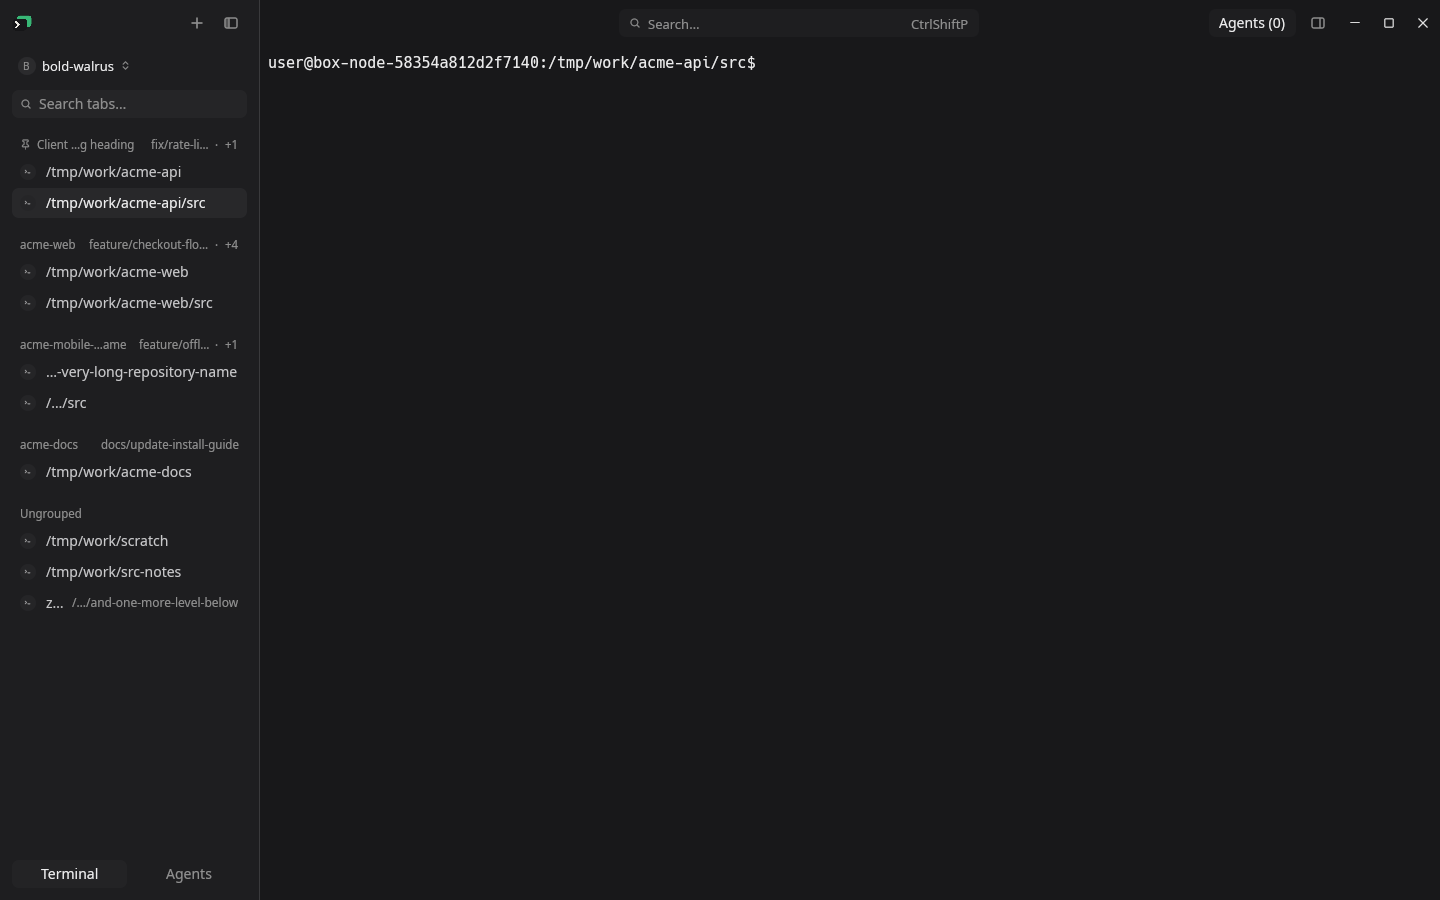 Search... CtrlShiftP Agents (0)
B bold-walrus
Search tabs...
Client ...g heading fix/rate-li... · +1
/tmp/work/acme-api
/tmp/work/acme-api/src
acme-web feature/checkout-flo... · +4
/tmp/work/acme-web
/tmp/work/acme-web/src
acme-mobile-...ame feature/offl... · +1
...-very-long-repository-name
/.../src
acme-docs docs/update-install-guide
/tmp/work/acme-docs
Ungrouped
/tmp/work/scratch
/tmp/work/src-notes
z... /.../and-one-more-level-below
Terminal Agents
user@box-node-58354a812d2f7140:/tmp/work/acme-api/src$